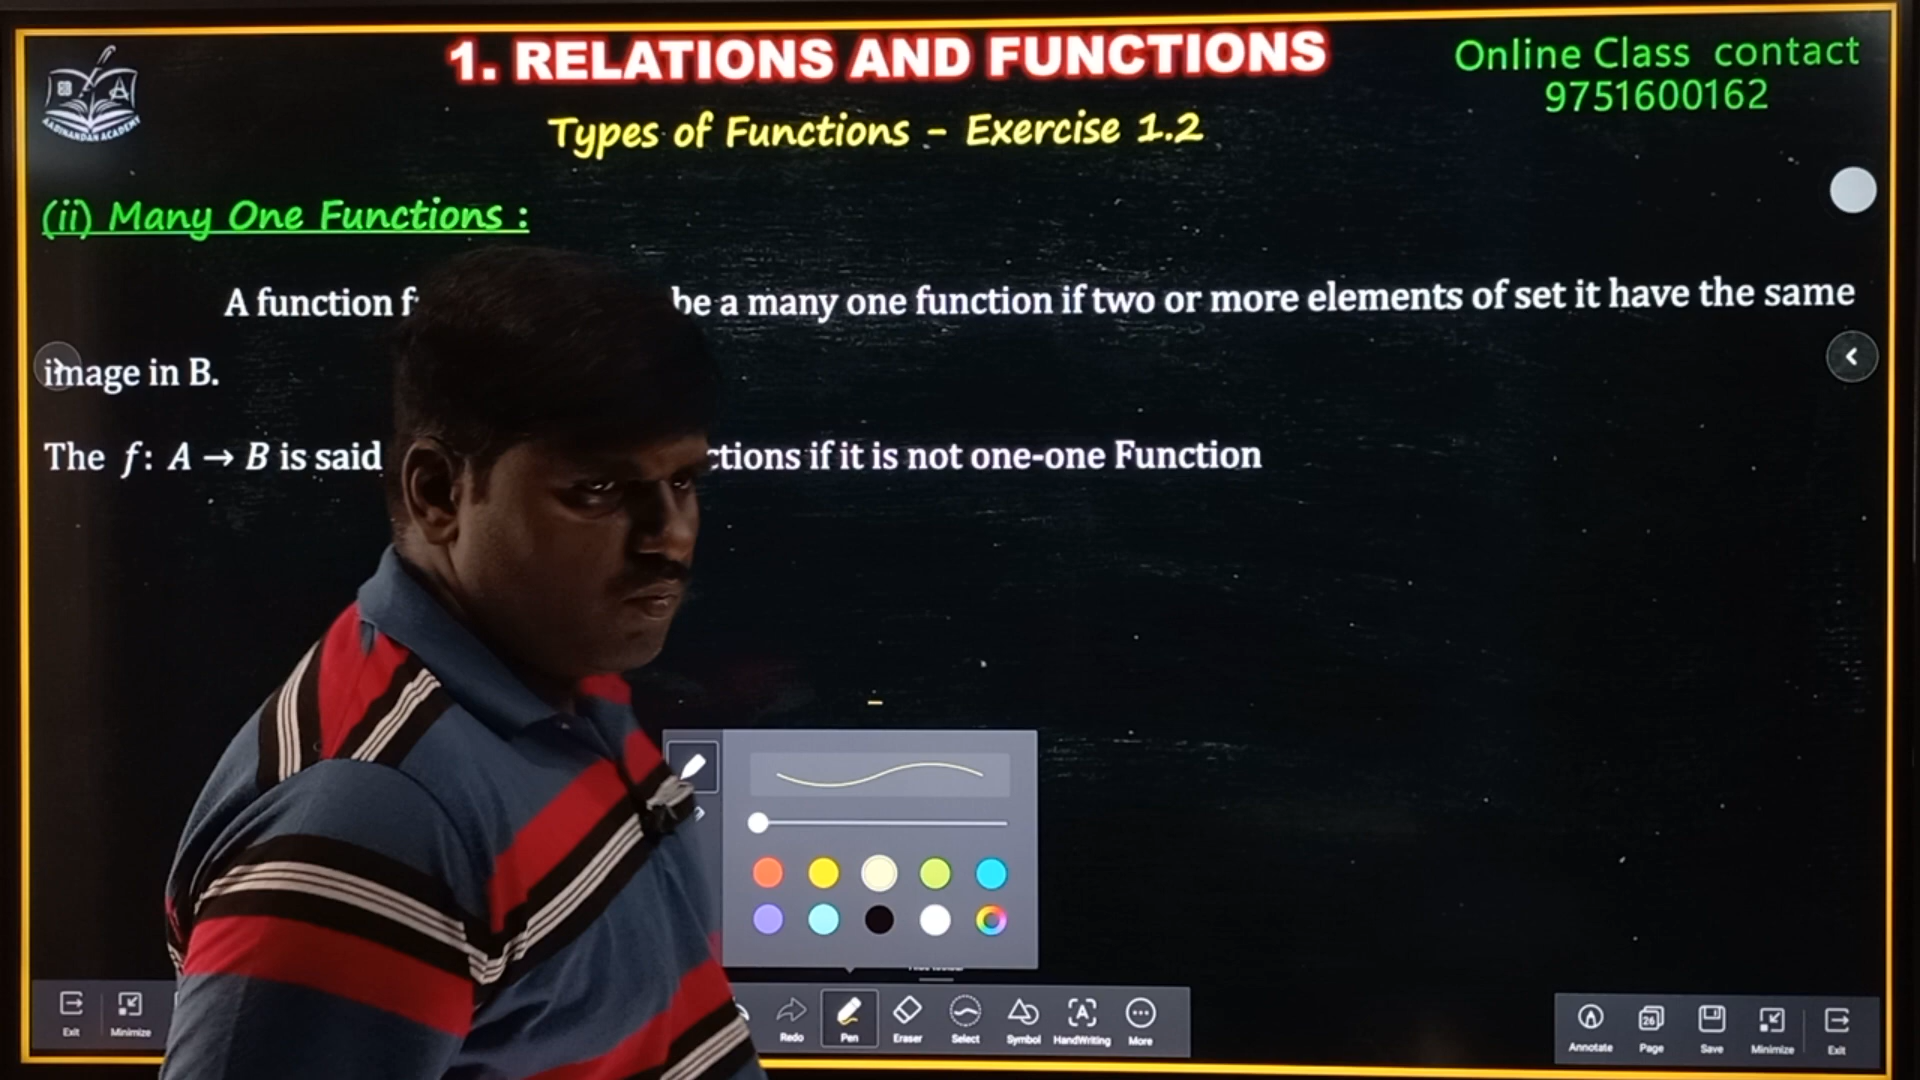 1. RELATIONS AND FUNCTIONS
Online Class contact
9751600162
AADINANDAN ACADEMY
Types of Functions - Exercise 1.2
(ii) Many One Functions :
A function f be a many one function if two or more elements of set it have the same
image in B.
The f: A → B is said ctions if it is not one-one Function
Exit Minimize Redo Pen Eraser Select Symbol HandWriting More Annotate Page Save Minimize Exit
26